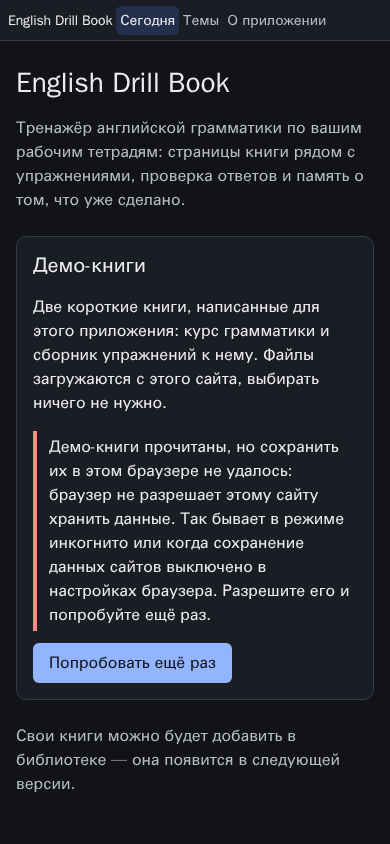 English Drill Book Сегодня Темы О приложении
English Drill Book
Тренажёр английской грамматики по вашим
рабочим тетрадям: страницы книги рядом с
упражнениями, проверка ответов и память о
том, что уже сделано.
Демо-книги
Две короткие книги, написанные для
этого приложения: курс грамматики и
сборник упражнений к нему. Файлы
загружаются с этого сайта, выбирать
ничего не нужно.
Демо-книги прочитаны, но сохранить
их в этом браузере не удалось:
браузер не разрешает этому сайту
хранить данные. Так бывает в режиме
инкогнито или когда сохранение
данных сайтов выключено в
настройках браузера. Разрешите его и
попробуйте ещё раз.
Попробовать ещё раз
Свои книги можно будет добавить в
библиотеке — она появится в следующей
версии.